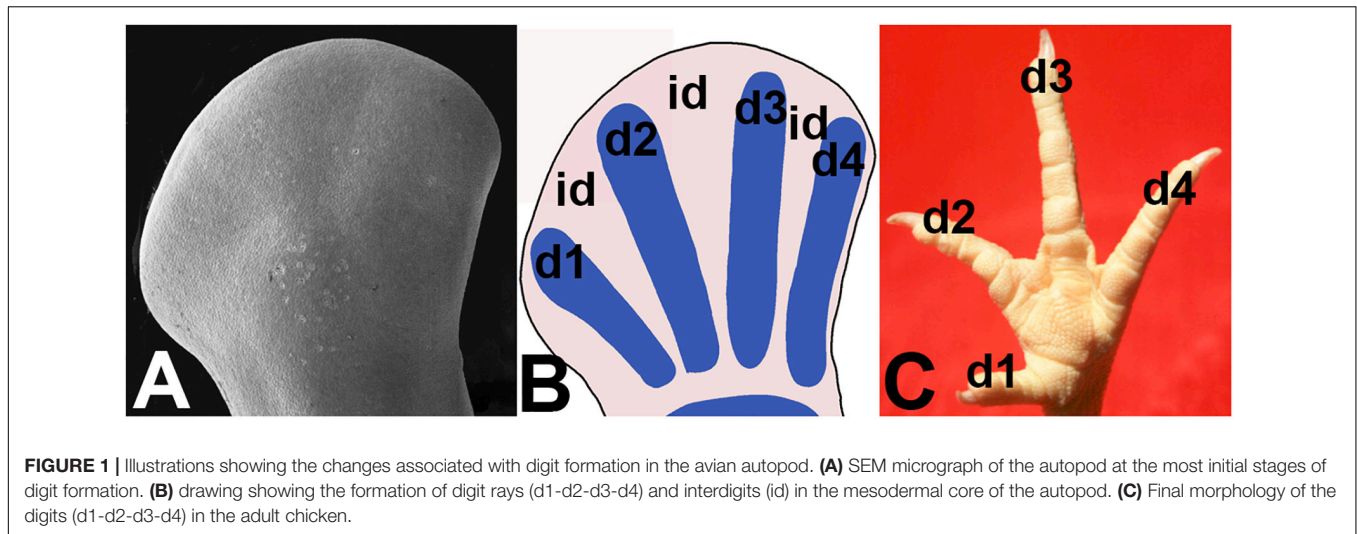 A
B
id
id
id
d1
d2
d3
d4
C
d1
d2
d3
d4
FIGURE 1 | Illustrations showing the changes associated with digit formation in the avian autopod. (A) SEM micrograph of the autopod at the most initial stages of
digit formation. (B) drawing showing the formation of digit rays (d1-d2-d3-d4) and interdigits (id) in the mesodermal core of the autopod. (C) Final morphology of the
digits (d1-d2-d3-d4) in the adult chicken.